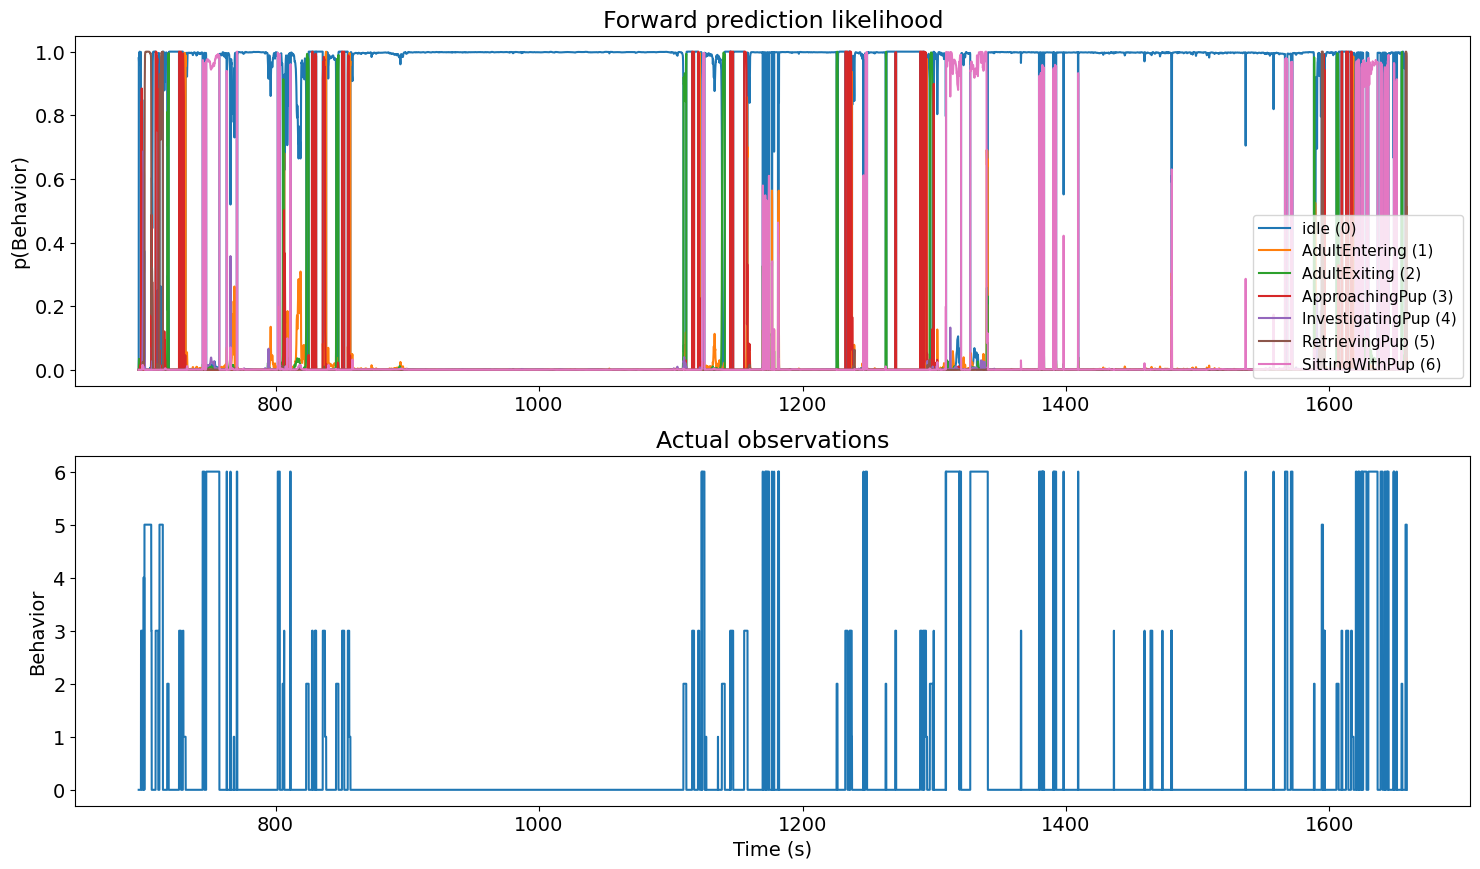 Forward prediction likelihood
1.0
0.8
0.6
0.4
0.2
0.0
p(Behavior)
idle (0)
AdultEntering (1)
AdultExiting (2)
ApproachingPup (3)
InvestigatingPup (4)
RetrievingPup (5)
SittingWithPup (6)
800 1000 1200 1400 1600
Actual observations
6
5
4
3
2
1
0
Behavior
800 1000 1200 1400 1600
Time (s)